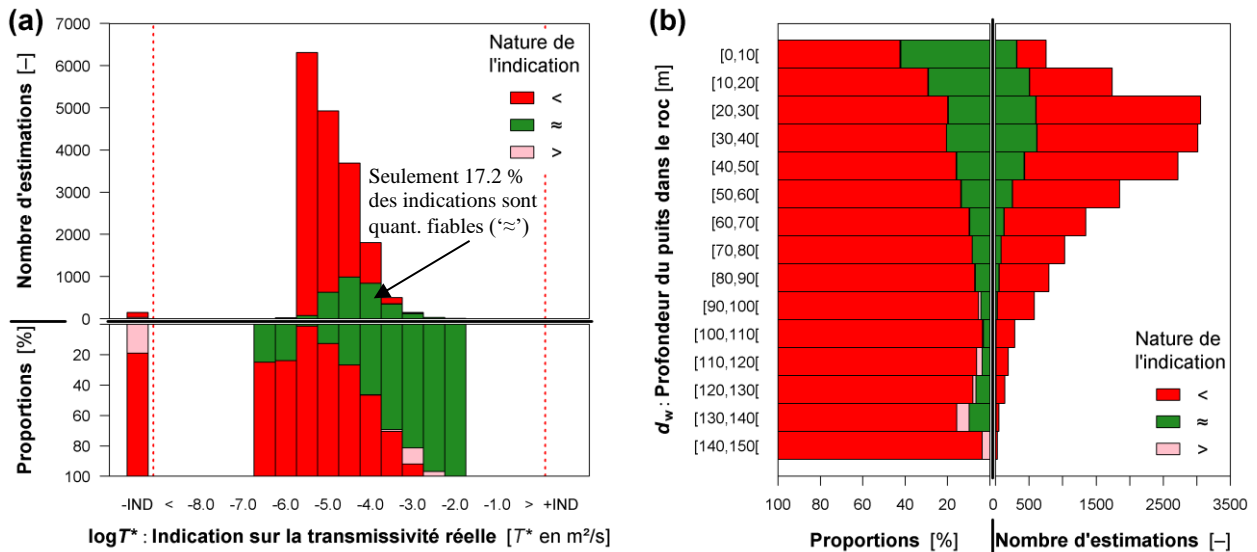 (a)
7000
6000
5000
4000
3000
2000
1000
0
Nombre d'estimations [–]
Nature de
l'indication
<
≈
>
Seulement 17.2 %
des indications sont
quant. fiables (‘≈’)
20
40
60
80
100
Proportions [%]
-IND < -8.0 -7.0 -6.0 -5.0 -4.0 -3.0 -2.0 -1.0 > +IND
logT* : Indication sur la transmissivité réelle [T* en m²/s]
(b)
dw : Profondeur du puits dans le roc [m]
[0,10[
[10,20[
[20,30[
[30,40[
[40,50[
[50,60[
[60,70[
[70,80[
[80,90[
[90,100[
[100,110[
[110,120[
[120,130[
[130,140[
[140,150[
Nature de
l'indication
<
≈
>
100 80 60 40 20 0 500 1500 2500 3500
Proportions [%] Nombre d'estimations [–]